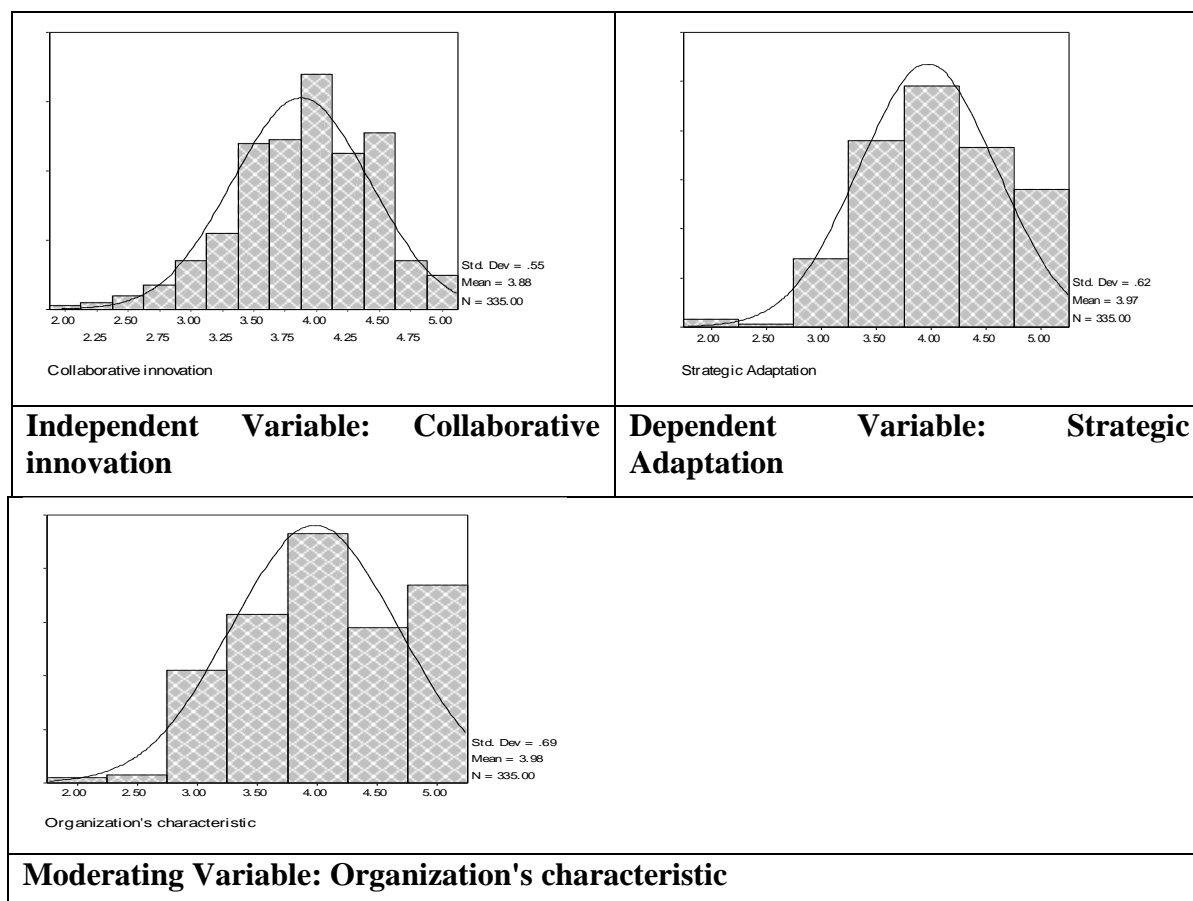 Std. Dev = .55
Mean = 3.88
N = 335.00
2.00 2.50 3.00 3.50 4.00 4.50 5.00
2.25 2.75 3.25 3.75 4.25 4.75
Collaborative innovation
Std. Dev = .62
Mean = 3.97
N = 335.00
2.00 2.50 3.00 3.50 4.00 4.50 5.00
Strategic Adaptation
Independent Variable: Collaborative
innovation
Dependent Variable: Strategic
Adaptation
Std. Dev = .69
Mean = 3.98
N = 335.00
2.00 2.50 3.00 3.50 4.00 4.50 5.00
Organization's characteristic
Moderating Variable: Organization's characteristic